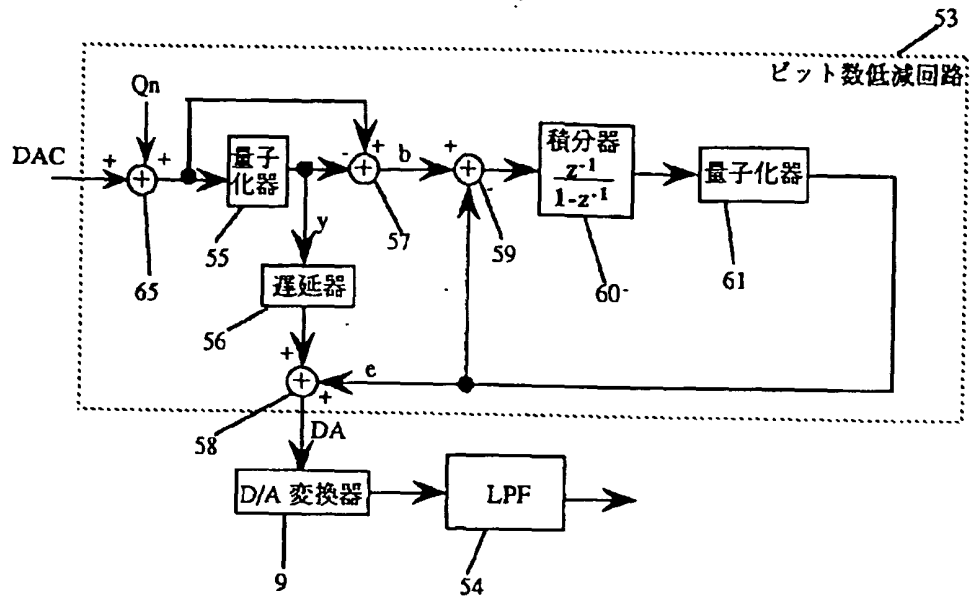 53
ビット数低減回路
Qn
DAC
+
+
+
65
量子
化器
55
y
-
+
+
57
b
+
-
+
59
積分器
z-1
1-z-1
60
量子化器
61
遅延器
56
+
+
+
58
e
DA
D/A 変換器
9
LPF
54